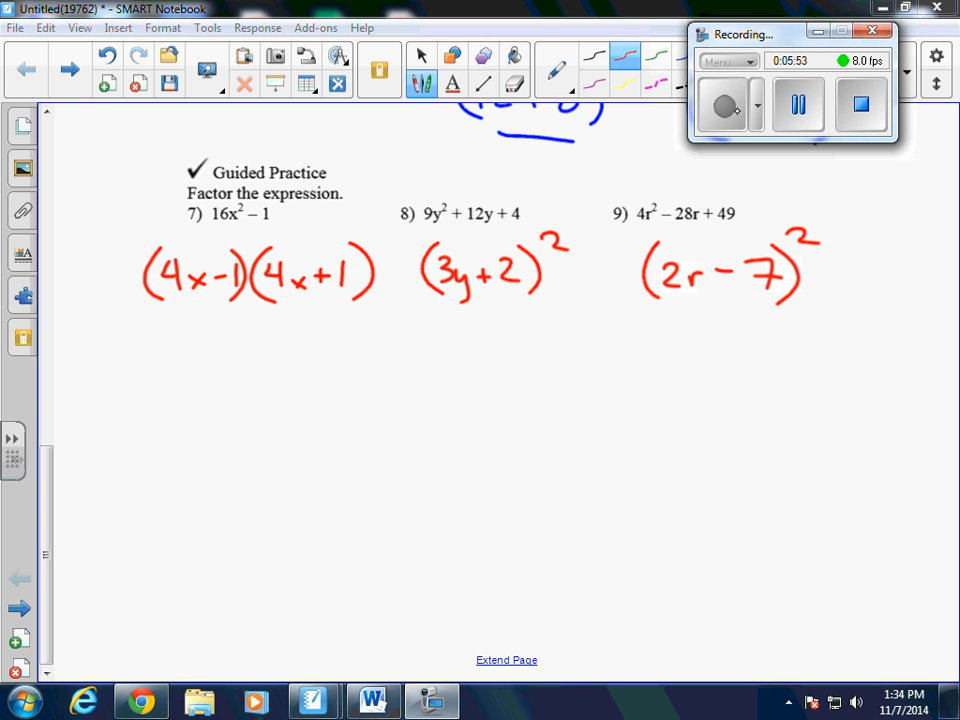 Untitled(19762) * - SMART Notebook
File Edit View Insert Format Tools Response Add-ons Help
Recording...
Menu 0:05:53 8.0 fps
✓ Guided Practice
Factor the expression.
7) 16x² – 1 8) 9y² + 12y + 4 9) 4r² – 28r + 49
(4x-1)(4x+1) (3y+2)² (2r-7)²
Extend Page
1:34 PM
11/7/2014